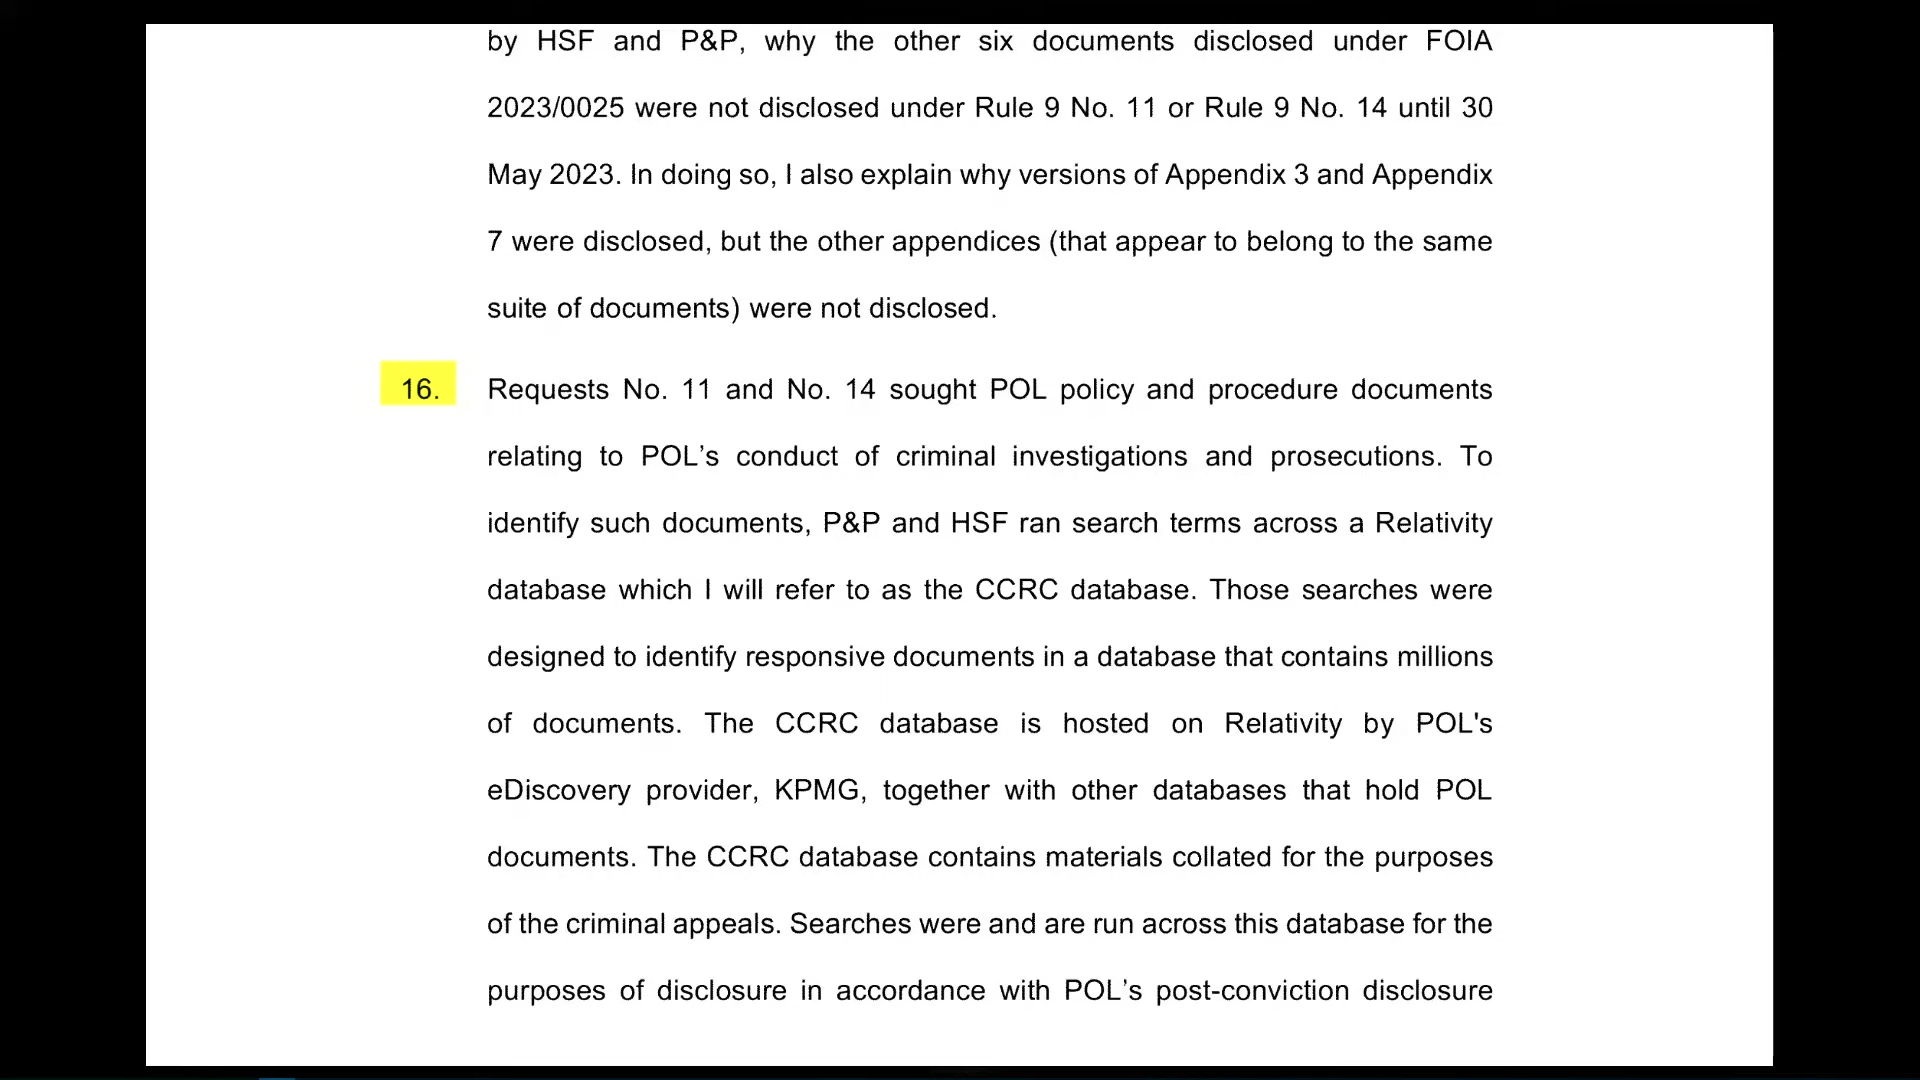 by HSF and P&P, why the other six documents disclosed under FOIA
2023/0025 were not disclosed under Rule 9 No. 11 or Rule 9 No. 14 until 30
May 2023. In doing so, I also explain why versions of Appendix 3 and Appendix
7 were disclosed, but the other appendices (that appear to belong to the same
suite of documents) were not disclosed.
16. Requests No. 11 and No. 14 sought POL policy and procedure documents
relating to POL’s conduct of criminal investigations and prosecutions. To
identify such documents, P&P and HSF ran search terms across a Relativity
database which I will refer to as the CCRC database. Those searches were
designed to identify responsive documents in a database that contains millions
of documents. The CCRC database is hosted on Relativity by POL's
eDiscovery provider, KPMG, together with other databases that hold POL
documents. The CCRC database contains materials collated for the purposes
of the criminal appeals. Searches were and are run across this database for the
purposes of disclosure in accordance with POL’s post-conviction disclosure